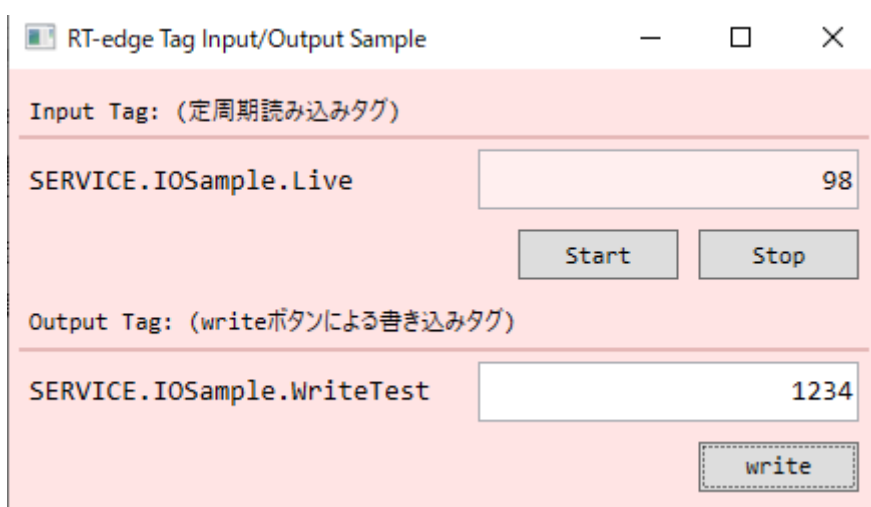 RT-edge Tag Input/Output Sample
Input Tag: (定周期読み込みタグ)
SERVICE.IOSample.Live 98
Start Stop
Output Tag: (writeボタンによる書き込みタグ)
SERVICE.IOSample.WriteTest 1234
write